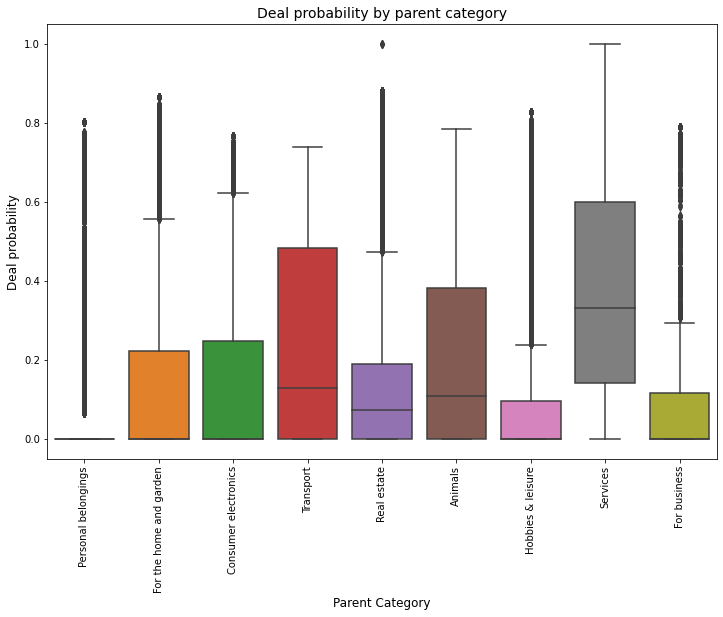 Deal probability by parent category
Deal probability
1.0
0.8
0.6
0.4
0.2
0.0
Personal belongings
For the home and garden
Consumer electronics
Transport
Real estate
Animals
Hobbies & leisure
Services
For business
Parent Category